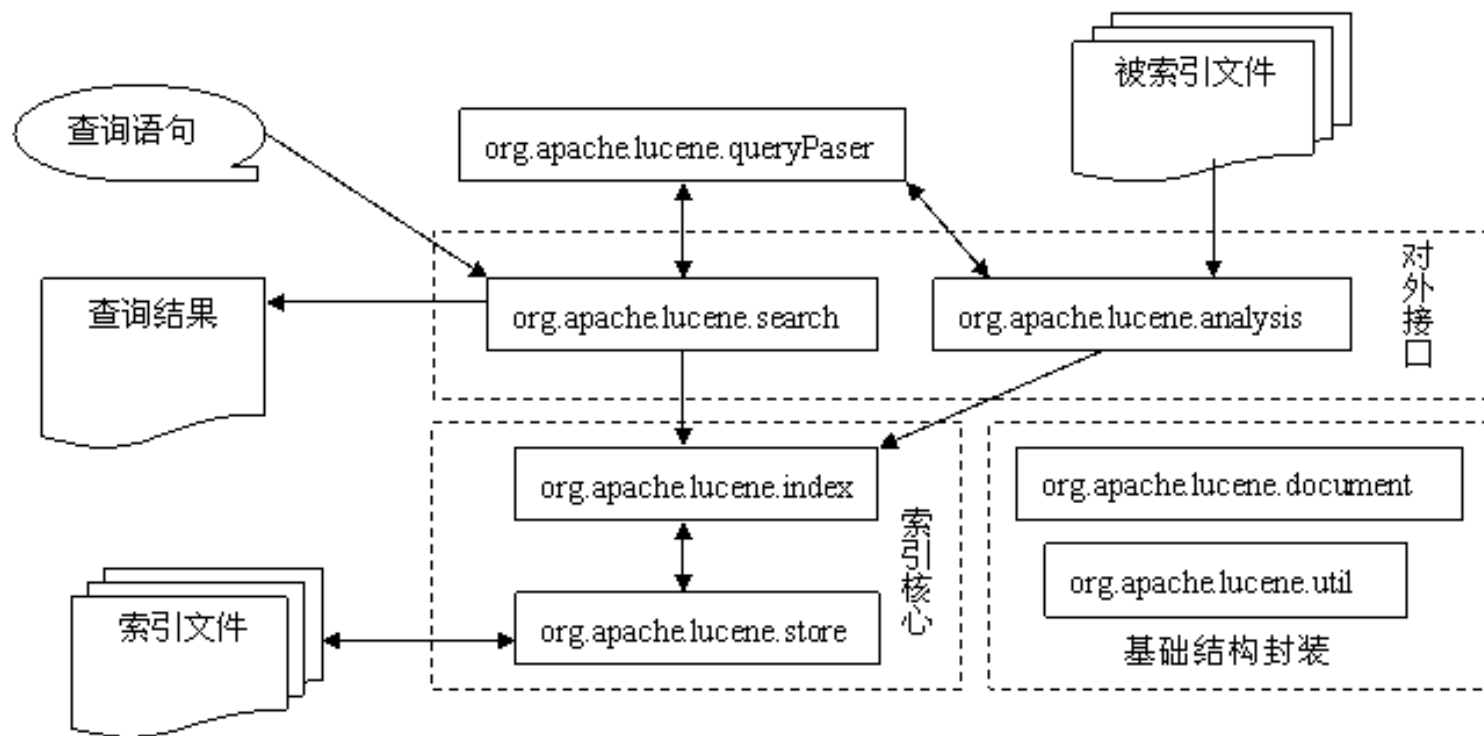 被索引文件
查询语句
org.apache.lucene.queryPaser
对外接口
查询结果
org.apache.lucene.search
org.apache.lucene.analysis
org.apache.lucene.index
org.apache.lucene.document
索引核心
org.apache.lucene.util
索引文件
org.apache.lucene.store
基础结构封装